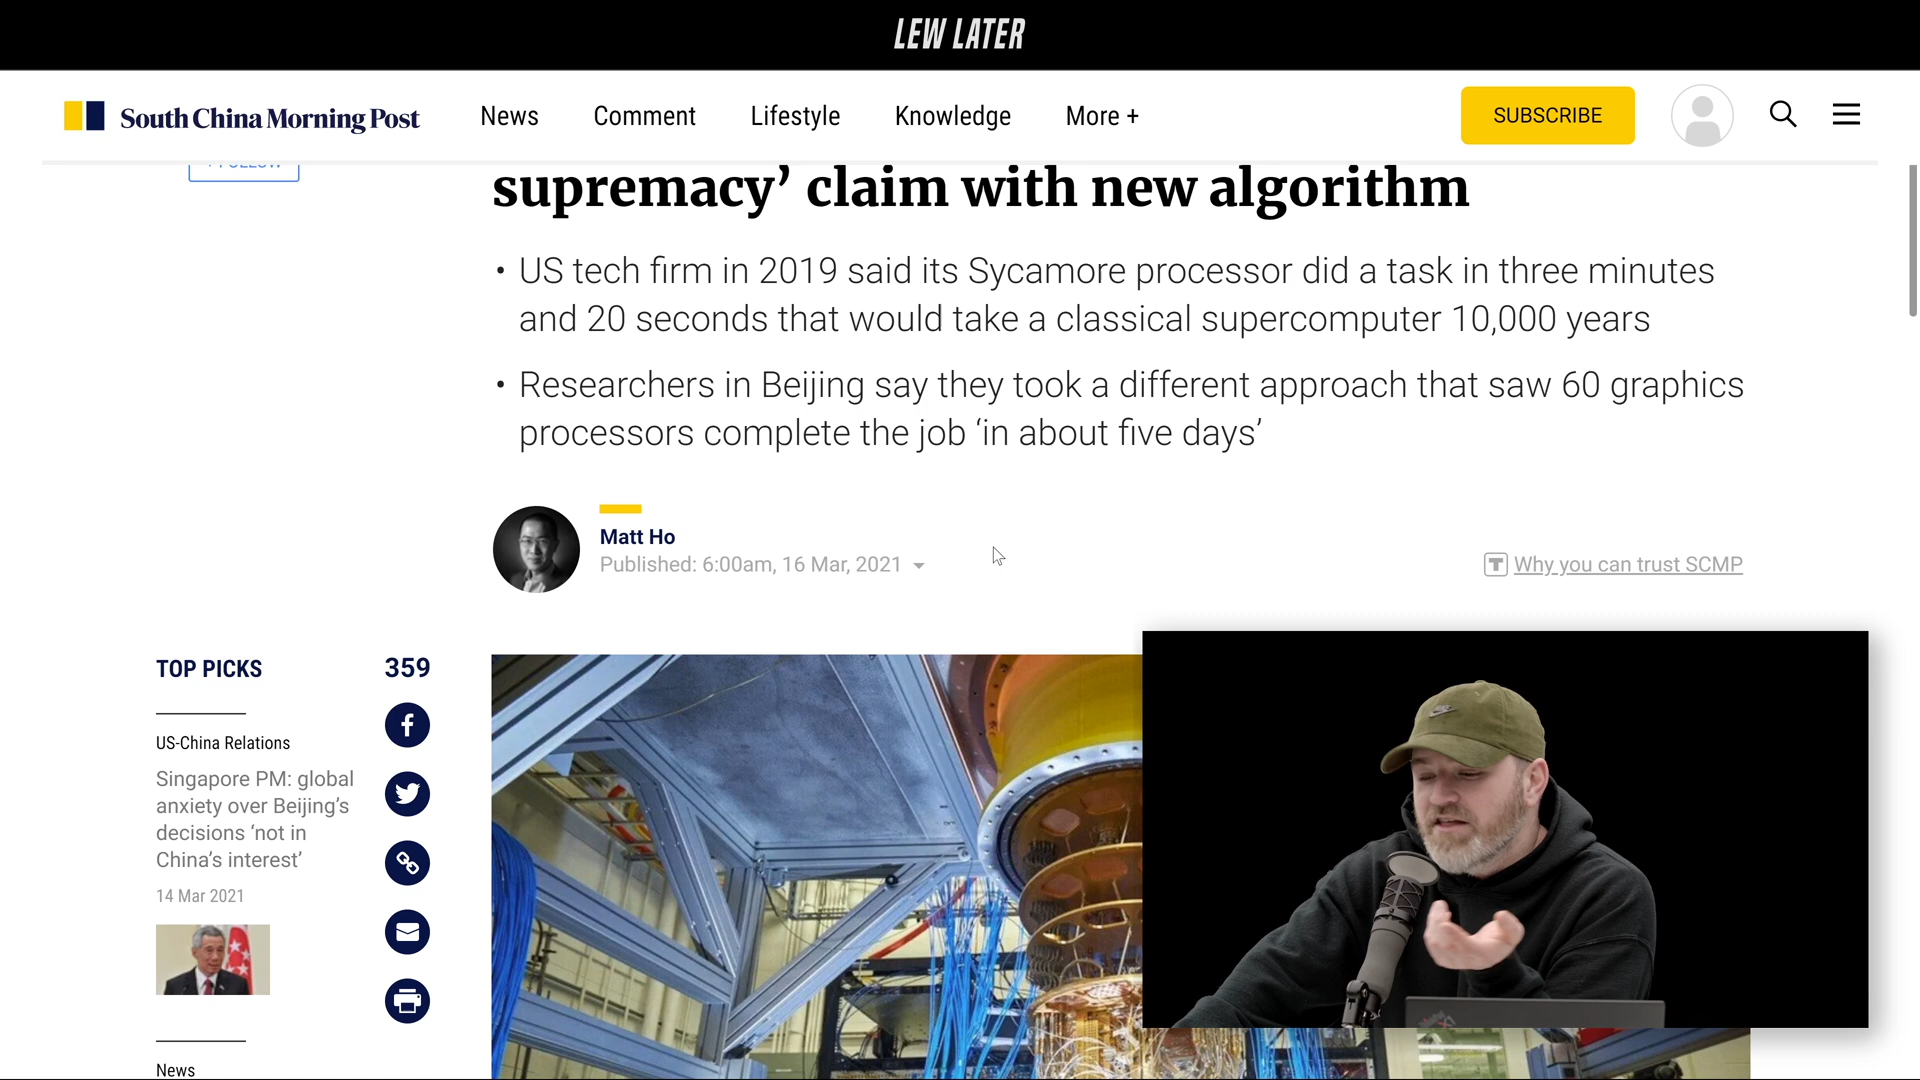 LEW LATER
South China Morning Post
News
Comment
Lifestyle
Knowledge
More +
SUBSCRIBE
+ FOLLOW
supremacy’ claim with new algorithm
• US tech firm in 2019 said its Sycamore processor did a task in three minutes
and 20 seconds that would take a classical supercomputer 10,000 years
• Researchers in Beijing say they took a different approach that saw 60 graphics
processors complete the job ‘in about five days’
Matt Ho
Published: 6:00am, 16 Mar, 2021
Why you can trust SCMP
TOP PICKS
359
US-China Relations
Singapore PM: global
anxiety over Beijing’s
decisions ‘not in
China’s interest’
14 Mar 2021
News